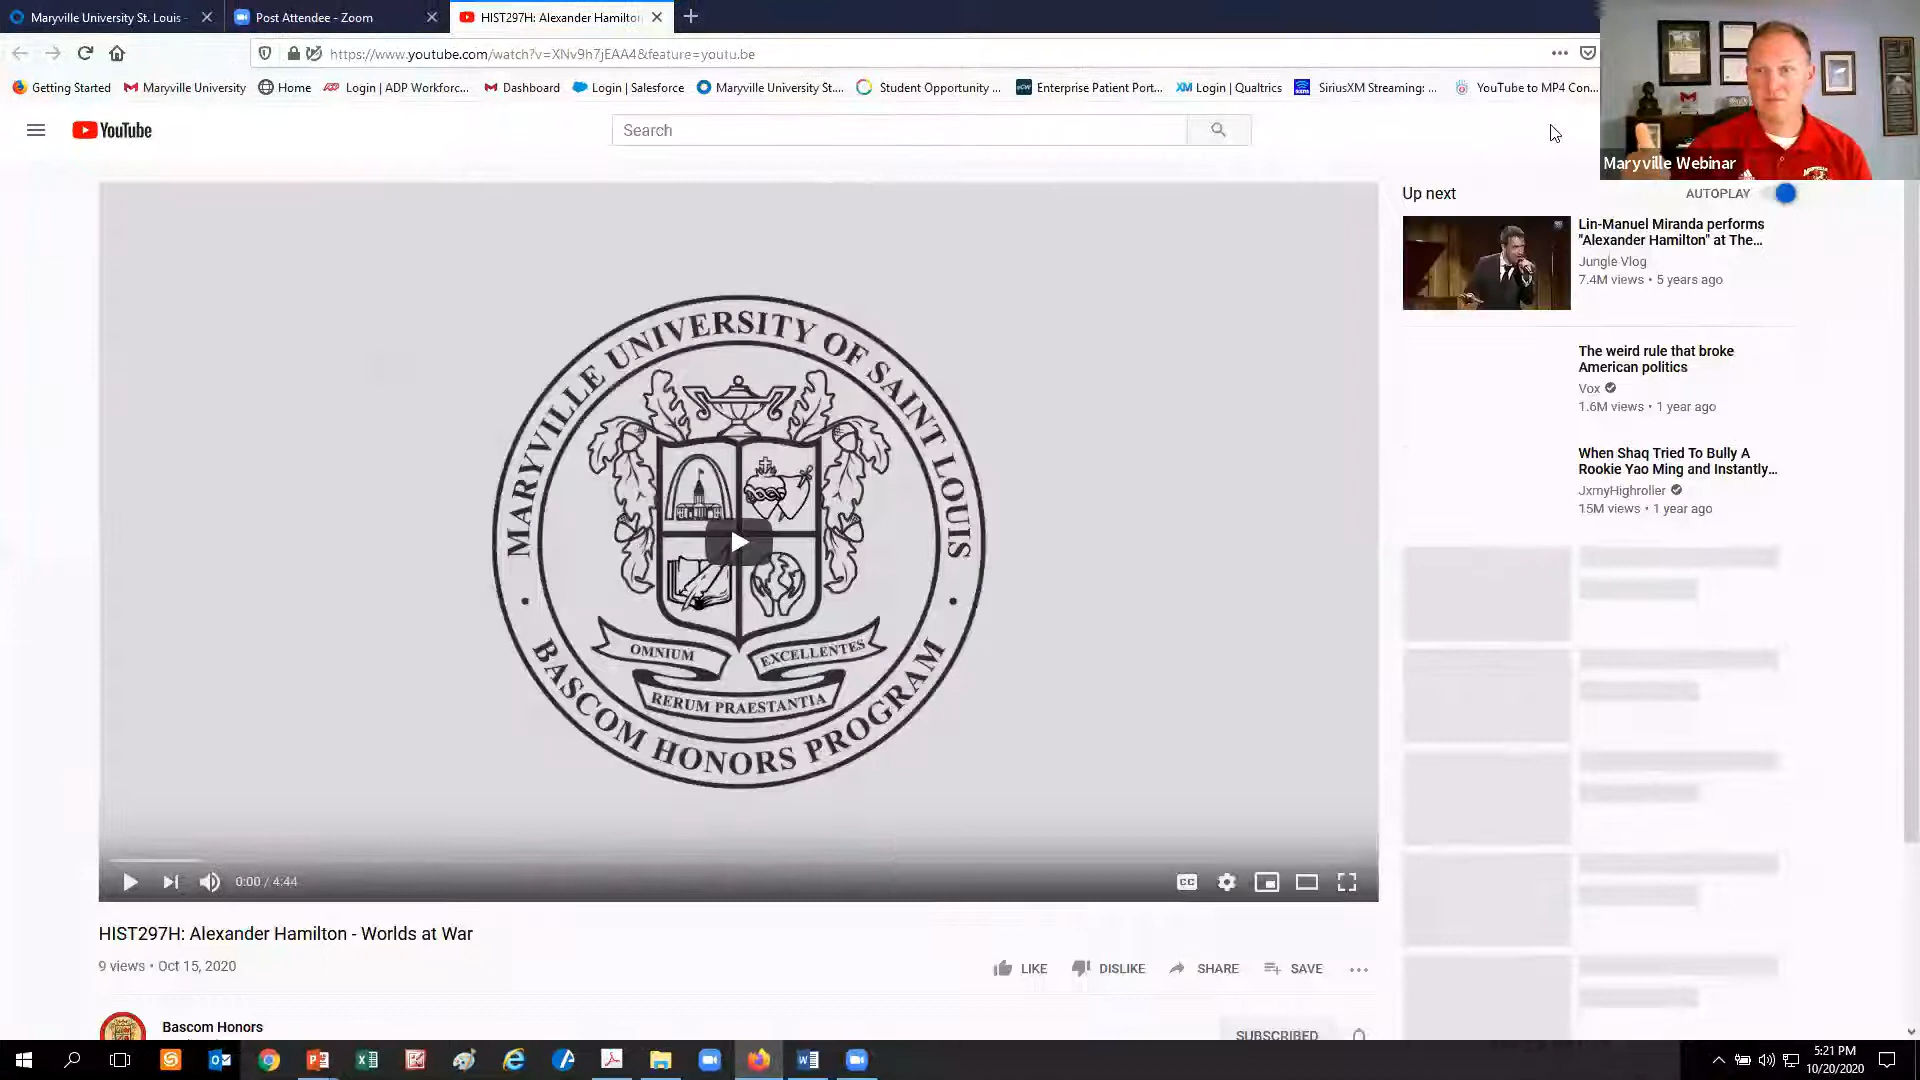 Maryville University St. Louis -
Post Attendee - Zoom
HIST297H: Alexander Hamilton
https://www.youtube.com/watch?v=XNv9h7jEAA4&feature=youtu.be
Getting Started
Maryville University
Home
Login | ADP Workforc...
Dashboard
Login | Salesforce
Maryville University St....
Student Opportunity ...
Enterprise Patient Port...
XM Login | Qualtrics
SiriusXM Streaming: ...
YouTube to MP4 Con...
YouTube
Search
Maryville Webinar
MARYVILLE UNIVERSITY OF SAINT LOUIS
OMNIUM
EXCELLENTES
RERUM PRAESTANTIA
BASCOM HONORS PROGRAM
0:00 / 4:44
CC
HIST297H: Alexander Hamilton - Worlds at War
9 views • Oct 15, 2020
LIKE
DISLIKE
SHARE
SAVE
Bascom Honors
SUBSCRIBED
Up next
AUTOPLAY
Lin-Manuel Miranda performs
"Alexander Hamilton" at The...
Jungle Vlog
7.4M views • 5 years ago
The weird rule that broke
American politics
Vox
1.6M views • 1 year ago
When Shaq Tried To Bully A
Rookie Yao Ming and Instantly...
JxmyHighroller
15M views • 1 year ago
5:21 PM
10/20/2020